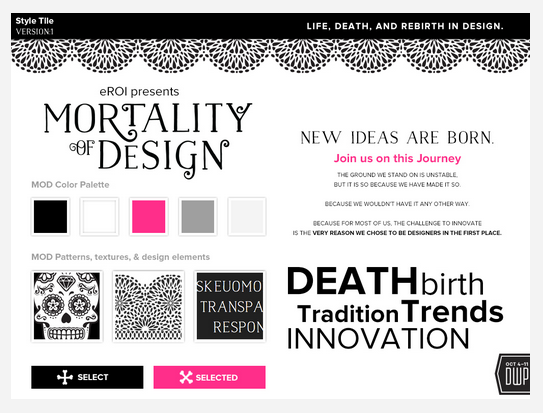 Style Tile
VERSION:1
LIFE, DEATH, AND REBIRTH IN DESIGN.
eROI presents
MORTALITY
OF DESIGN
MOD Color Palette
MOD Patterns, textures, & design elements
SKEUOMO
TRANSPA
RESPON
SELECT
SELECTED
NEW IDEAS ARE BORN.
Join us on this Journey
THE GROUND WE STAND ON IS UNSTABLE,
BUT IT IS SO BECAUSE WE HAVE MADE IT SO.
BECAUSE WE WOULDN'T HAVE IT ANY OTHER WAY.
BECAUSE FOR MOST OF US, THE CHALLENGE TO INNOVATE
IS THE VERY REASON WE CHOSE TO BE DESIGNERS IN THE FIRST PLACE.
DEATHbirth
TraditionTrends
INNOVATION
OCT 4–11
DWP